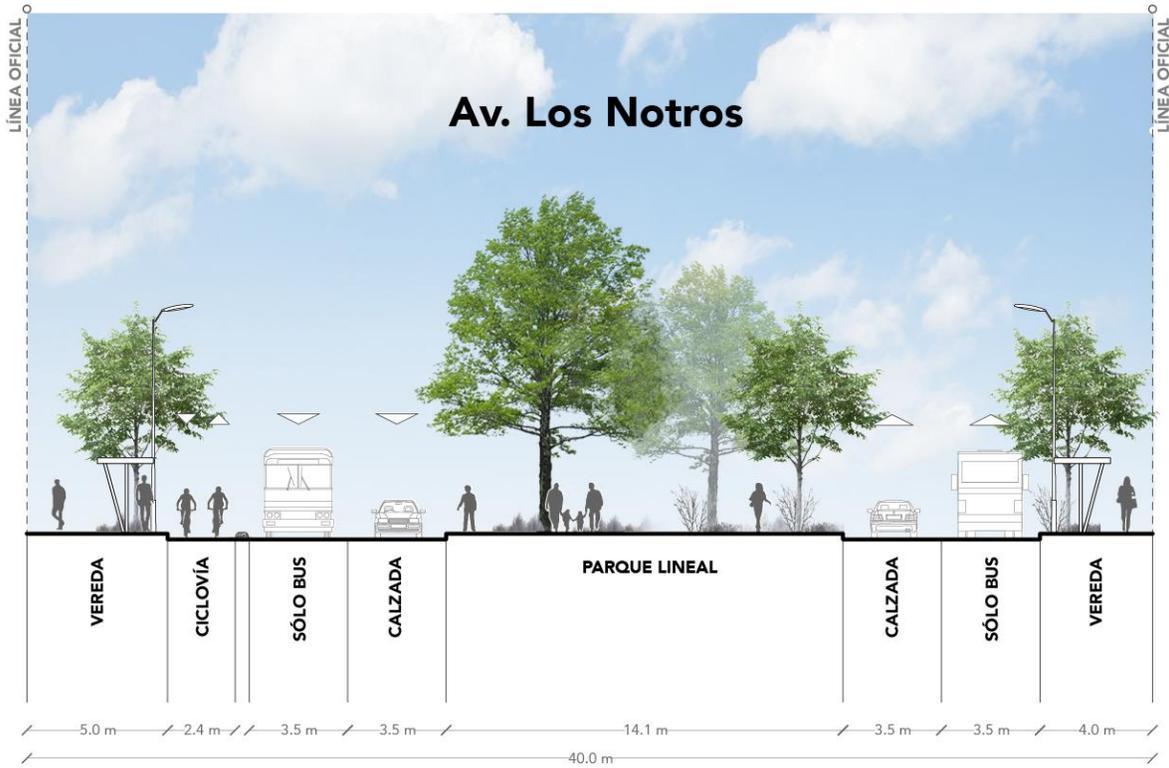 LÍNEA OFICIAL
LÍNEA OFICIAL
Av. Los Notros
VEREDA
CICLOVÍA
SÓLO BUS
CALZADA
PARQUE LINEAL
CALZADA
SÓLO BUS
VEREDA
5.0 m
2.4 m
3.5 m
3.5 m
14.1 m
3.5 m
3.5 m
4.0 m
40.0 m